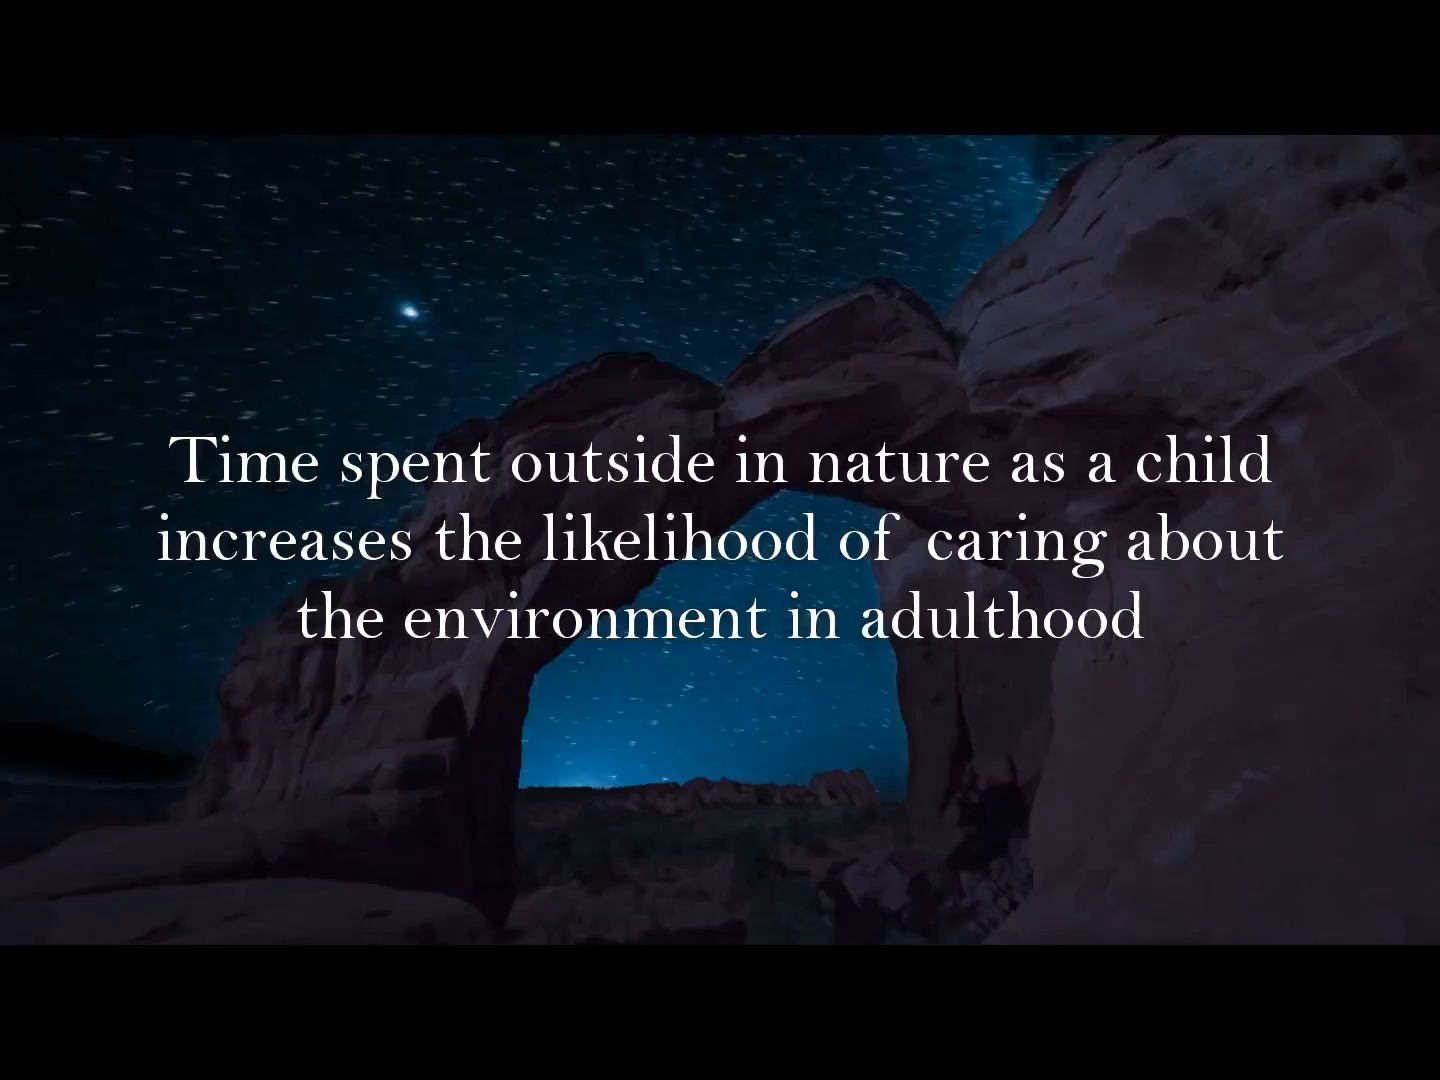 Time spent outside in nature as a child
increases the likelihood of caring about
the environment in adulthood